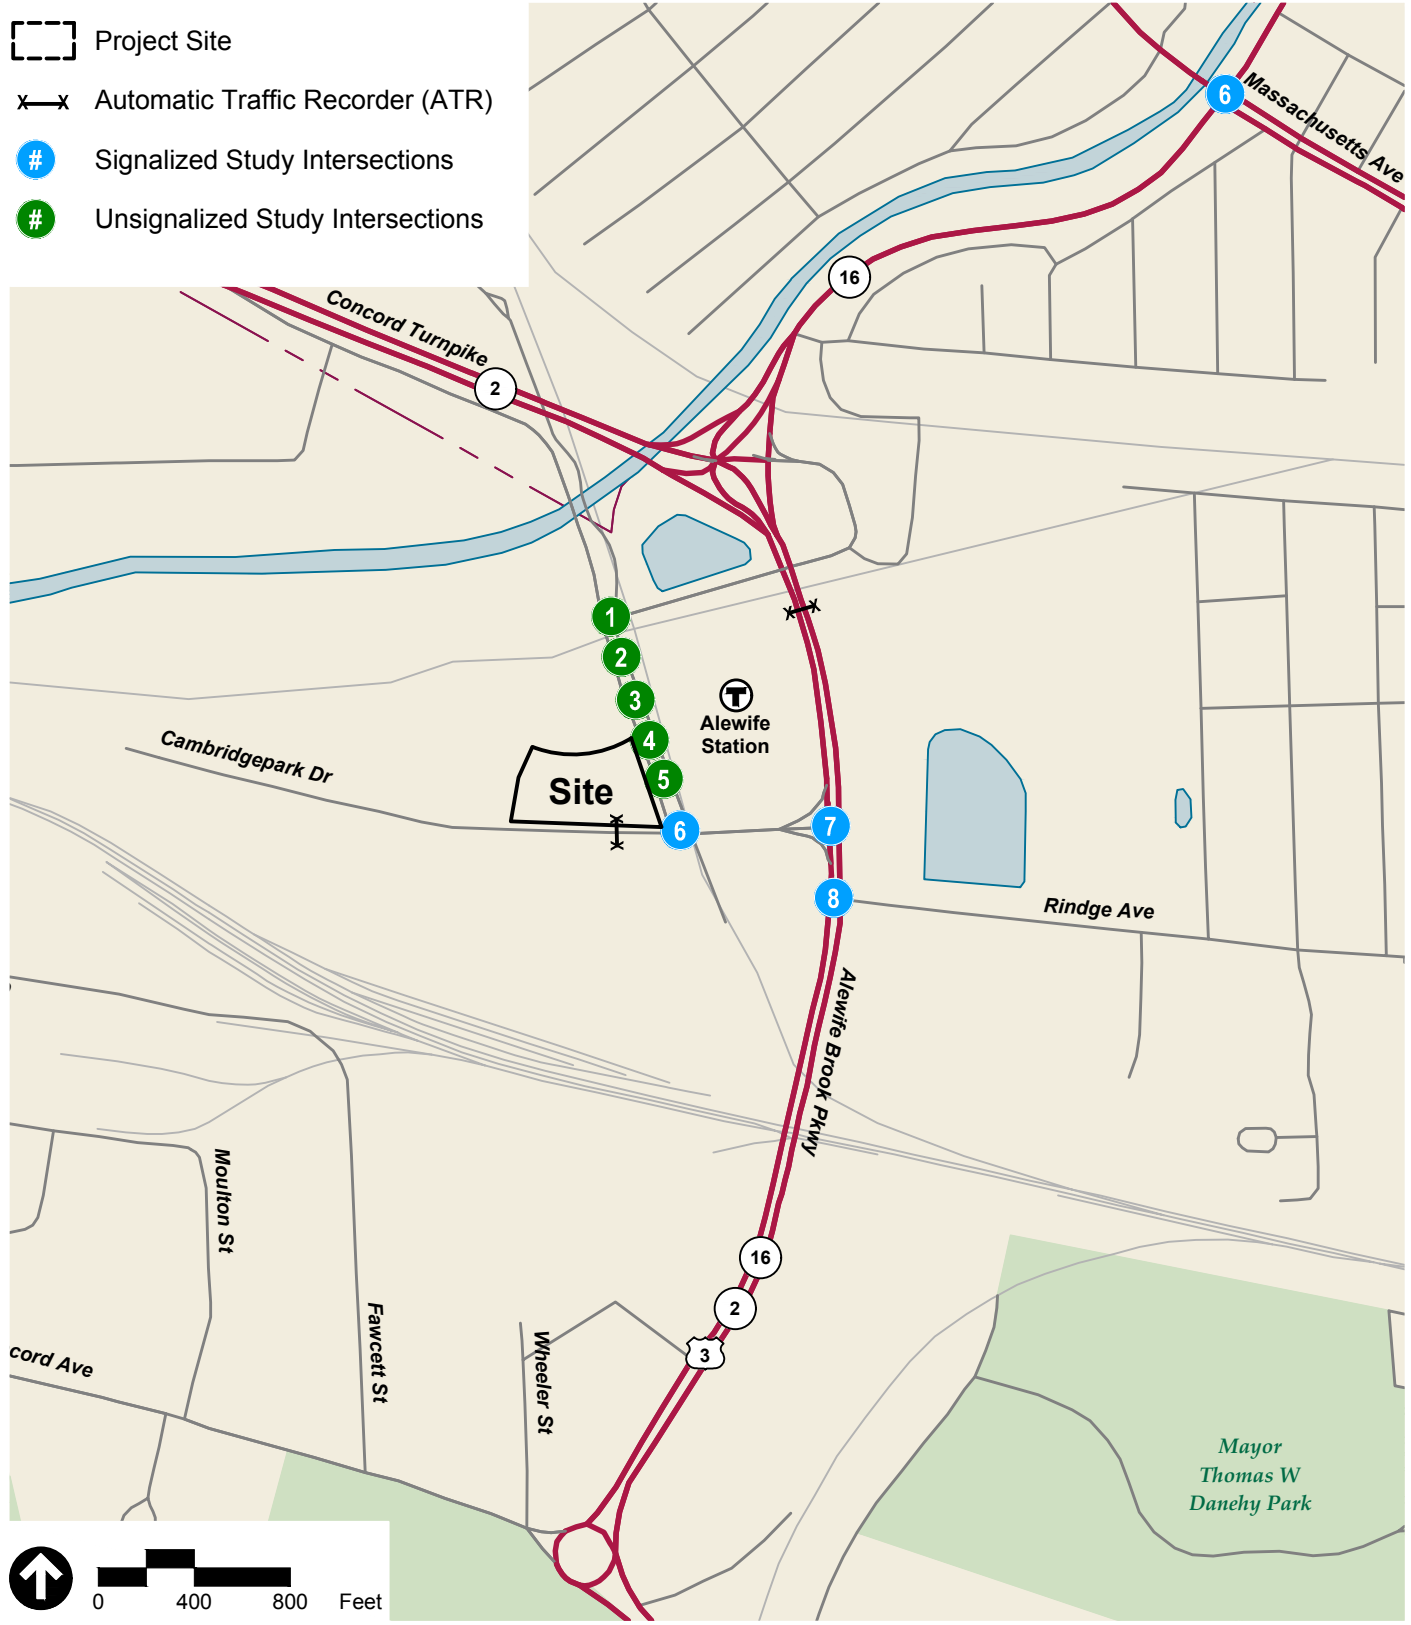 Project Site
Automatic Traffic Recorder (ATR)
# Signalized Study Intersections
# Unsignalized Study Intersections
6
Massachusetts Ave
16
Concord Turnpike
2
1
2
3
4
5
T
Alewife
Station
Cambridgepark Dr
Site
6
7
8
Rindge Ave
Alewife Brook Pkwy
Moulton St
16
2
3
Fawcett St
Wheeler St
cord Ave
Mayor
Thomas W
Danehy Park
0 400 800 Feet